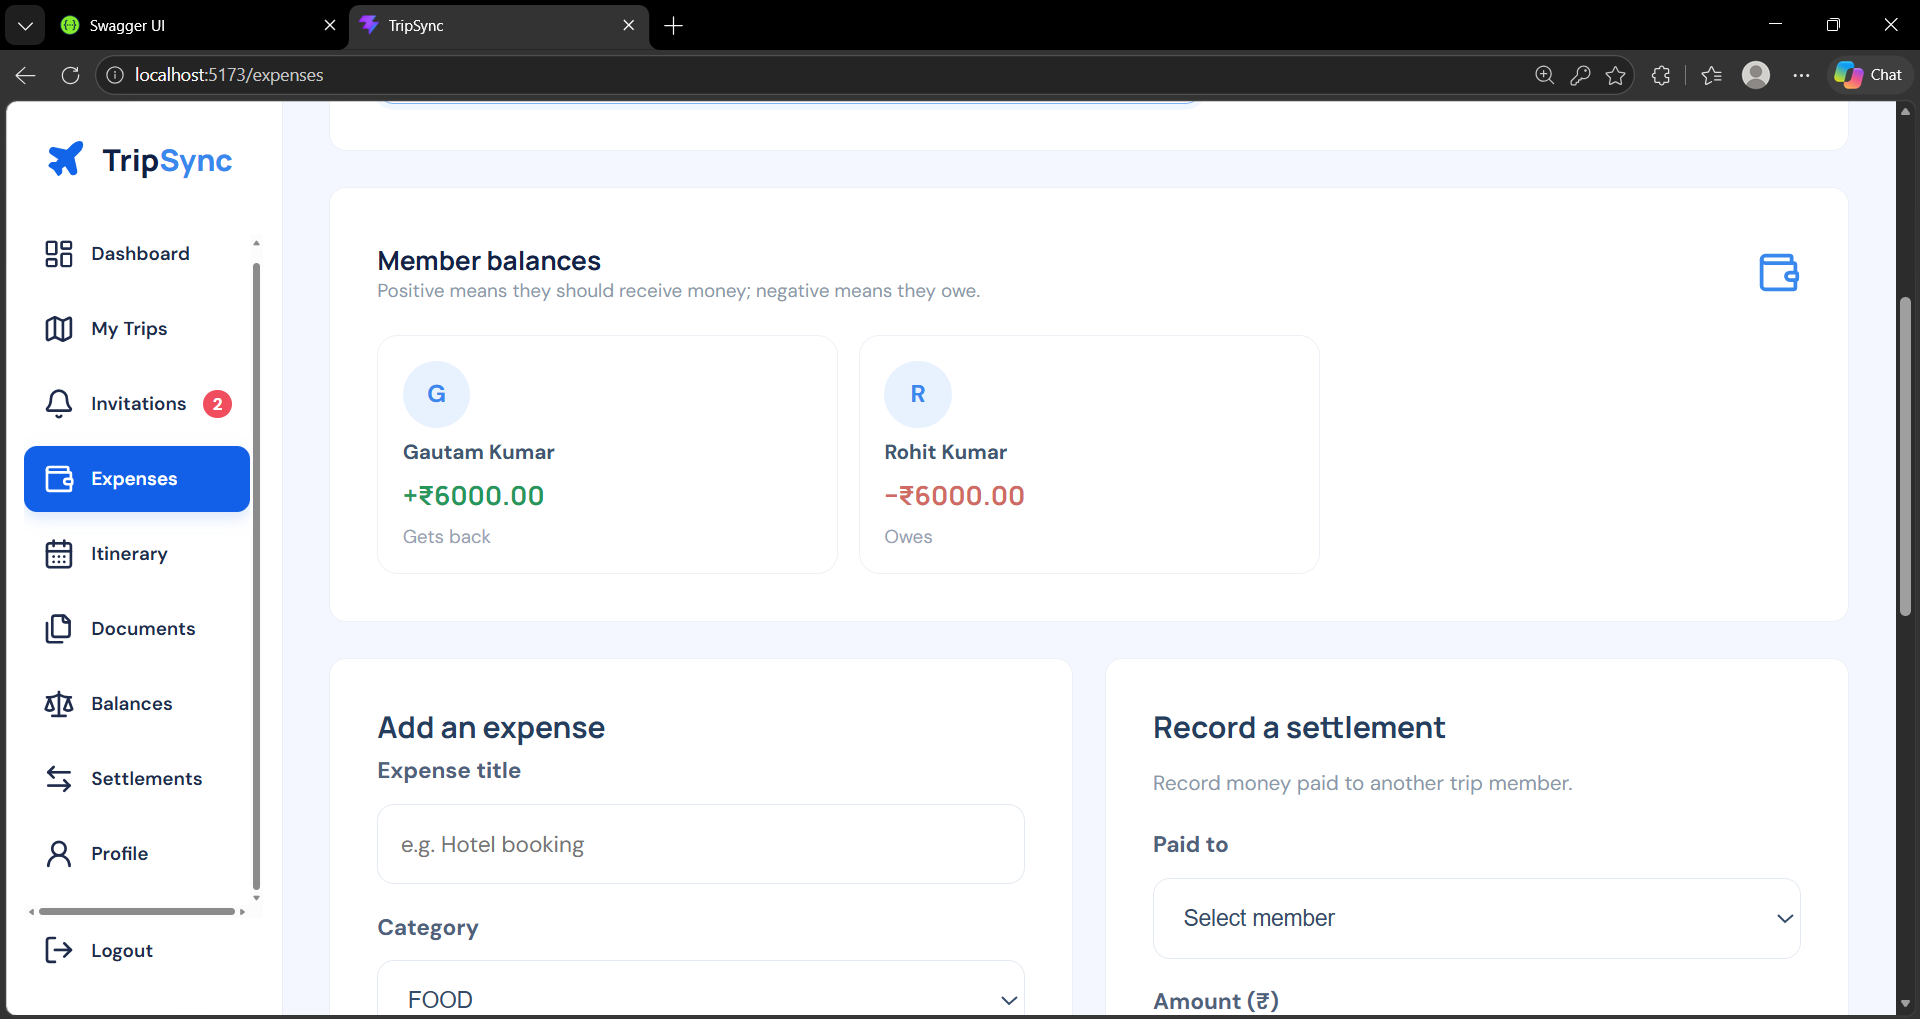 Swagger UI
TripSync
localhost:5173/expenses
Chat
TripSync
Dashboard
My Trips
Invitations 2
Expenses
Itinerary
Documents
Balances
Settlements
Profile
Logout
Member balances
Positive means they should receive money; negative means they owe.
G
Gautam Kumar
+₹6000.00
Gets back
R
Rohit Kumar
−₹6000.00
Owes
Add an expense
Expense title
e.g. Hotel booking
Category
FOOD
Record a settlement
Record money paid to another trip member.
Paid to
Select member
Amount (₹)